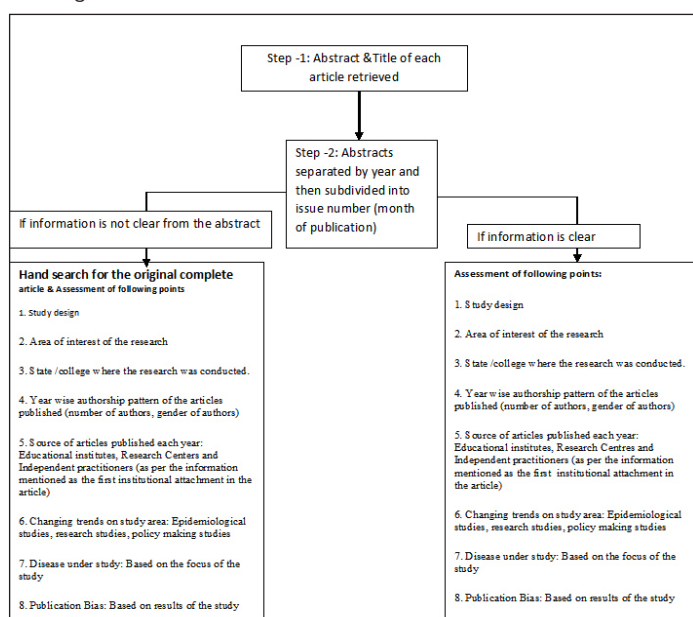 Step -1: Abstract &Title of each
article retrieved
Step -2: Abstracts
separated by year and
then subdivided into
issue number (month
of publication)
If information is not clear from the abstract
If information is clear
Hand search for the original complete
article & Assessment of following points
1. Study design
2. Area of interest of the research
3. State /college where the research was conducted.
4. Year wise authorship pattern of the articles
published (number of authors, gender of authors)
5. Source of articles published each year:
Educational institutes, Research Centers and
Independent practitioners (as per the information
mentioned as the first institutional attachment in the
article)
6. Changing trends on study area: Epidemiological
studies, research studies, policy making studies
7. Disease under study: Based on the focus of the
study
8. Publication Bias: Based on results of the study
Assessment of following points:
1. Study design
2. Area of interest of the research
3. State /college where the research was conducted.
4. Year wise authorship pattern of the articles
published (number of authors, gender of authors)
5. Source of articles published each year:
Educational institutes, Research Centres and
Independent practitioners (as per the information
mentioned as the first institutional attachment in
the article)
6. Changing trends on study area: Epidemiological
studies, research studies, policy making studies
7. Disease under study: Based on the focus of the
study
8. Publication Bias: Based on results of the study